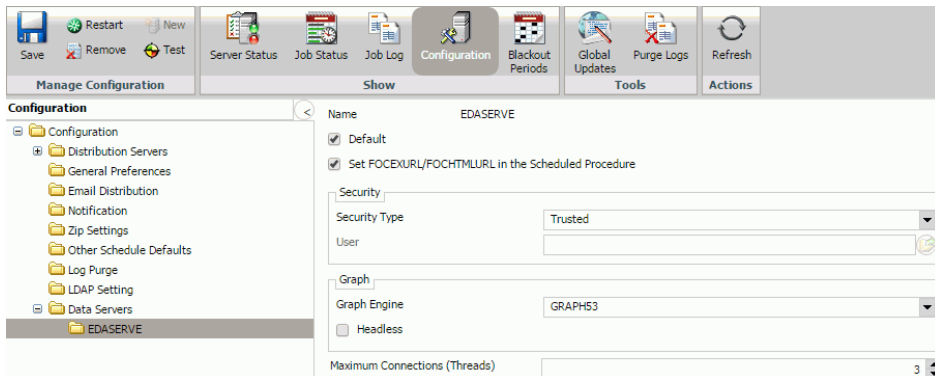 Restart New
Save Remove Test
Server Status Job Status Job Log Configuration Blackout Periods
Global Updates Purge Logs Refresh
Manage Configuration Show Tools Actions
Configuration
<
Configuration
Distribution Servers
General Preferences
Email Distribution
Notification
Zip Settings
Other Schedule Defaults
Log Purge
LDAP Setting
Data Servers
EDASERVE
Name EDASERVE
Default
Set FOCEXURL/FOCHTMLURL in the Scheduled Procedure
Security
Security Type Trusted
User
Graph
Graph Engine GRAPH53
Headless
Maximum Connections (Threads) 3